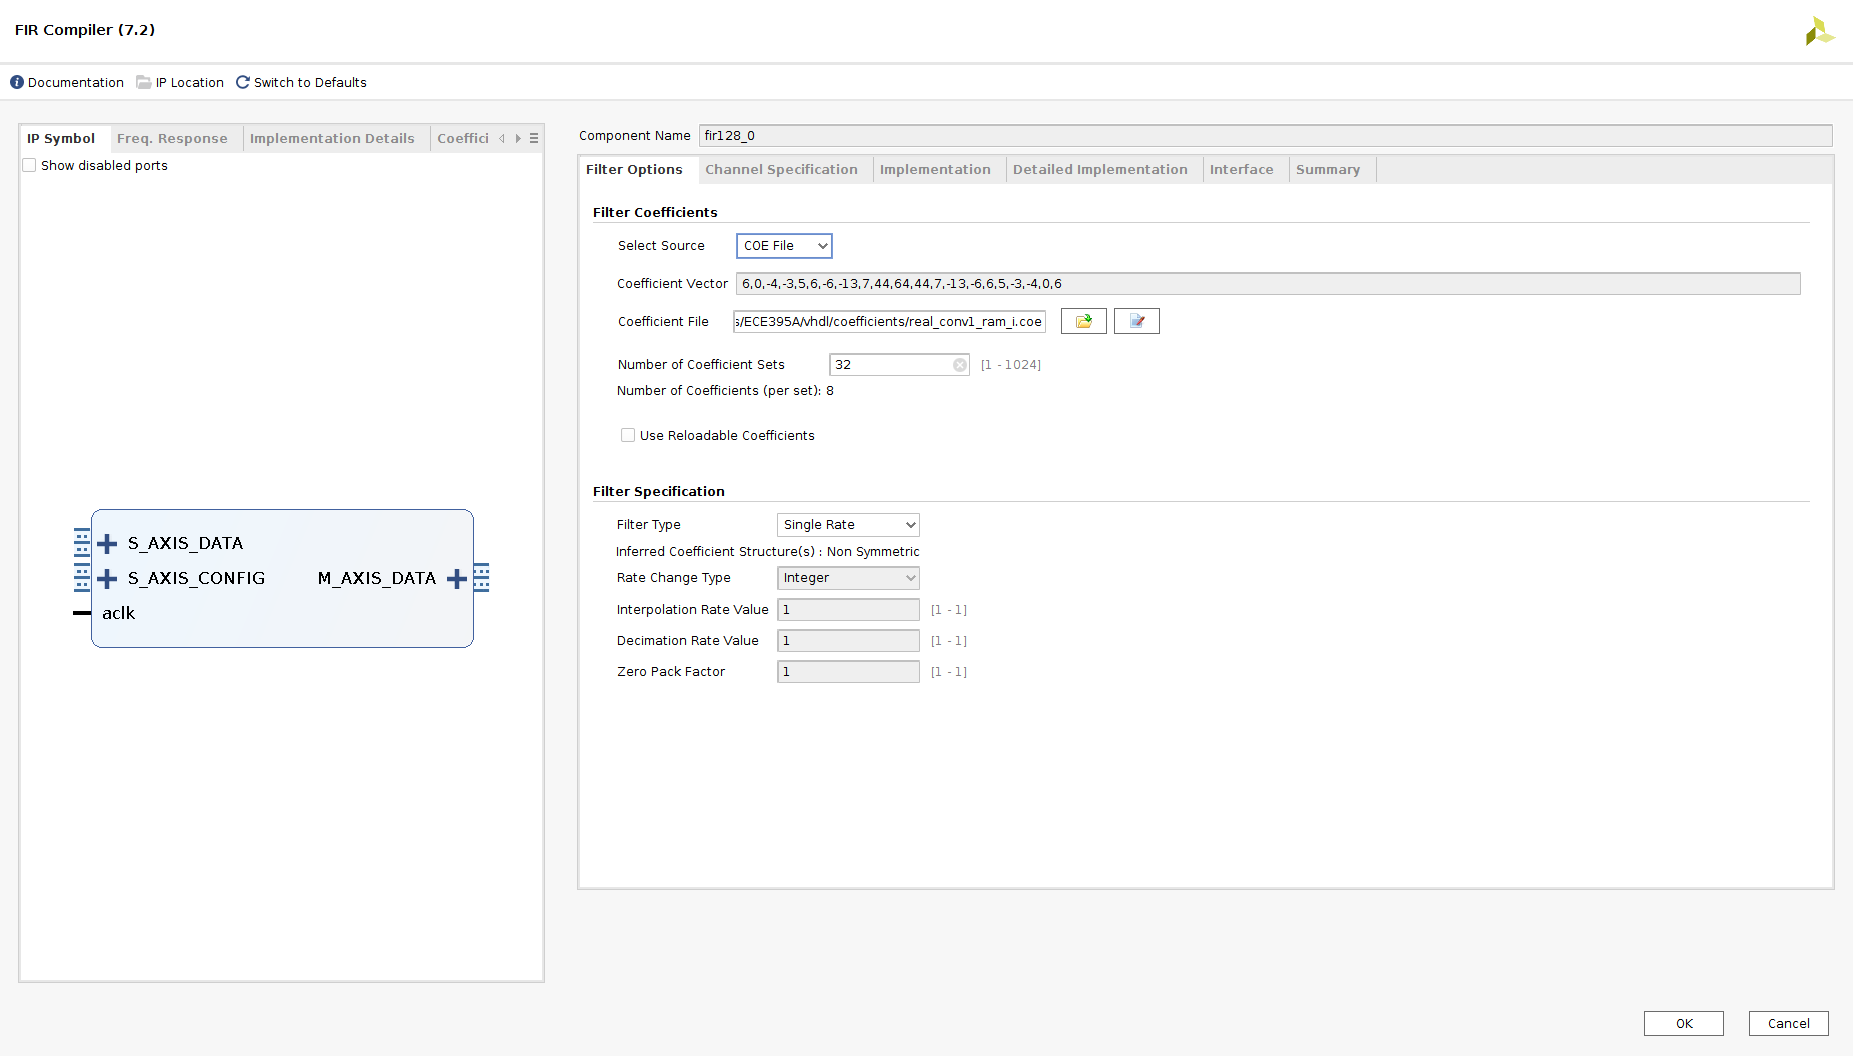 FIR Compiler (7.2)
Documentation IP Location Switch to Defaults
IP Symbol Freq. Response Implementation Details Coeffici
Show disabled ports
S_AXIS_DATA
S_AXIS_CONFIG M_AXIS_DATA
aclk
Component Name fir128_0
Filter Options Channel Specification Implementation Detailed Implementation Interface Summary
Filter Coefficients
Select Source COE File
Coefficient Vector 6,0,-4,-3,5,6,-6,-13,7,44,64,44,7,-13,-6,6,5,-3,-4,0,6
Coefficient File s/ECE395A/vhdl/coefficients/real_conv1_ram_i.coe
Number of Coefficient Sets 32 [1 - 1024]
Number of Coefficients (per set): 8
Use Reloadable Coefficients
Filter Specification
Filter Type Single Rate
Inferred Coefficient Structure(s) : Non Symmetric
Rate Change Type Integer
Interpolation Rate Value 1 [1 - 1]
Decimation Rate Value 1 [1 - 1]
Zero Pack Factor 1 [1 - 1]
OK Cancel